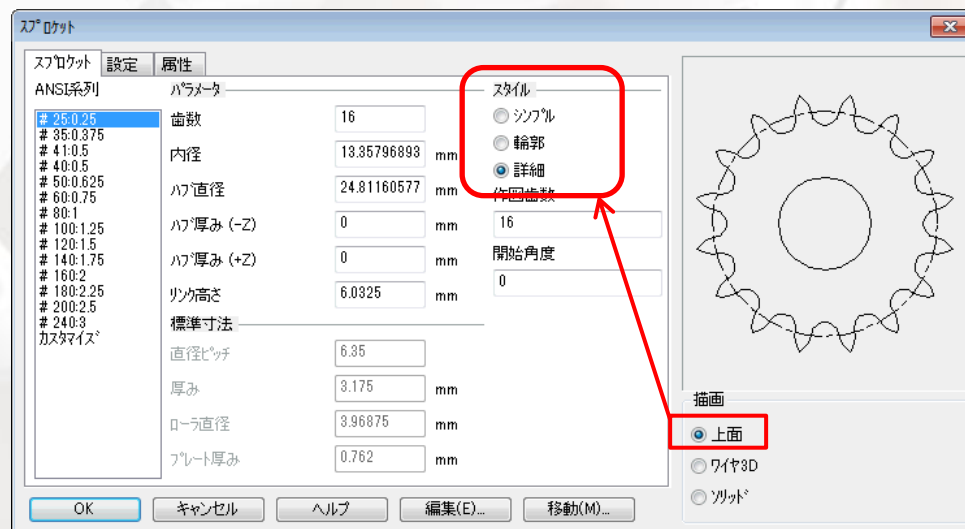 スプロケット
スプロケット 設定 属性
ANSI系列
# 25:0.25
# 35:0.375
# 41:0.5
# 40:0.5
# 50:0.625
# 60:0.75
# 80:1
# 100:1.25
# 120:1.5
# 140:1.75
# 160:2
# 180:2.25
# 200:2.5
# 240:3
カスタマイズ
パラメータ
歯数 16
内径 13.35796893 mm
ハブ直径 24.81160577 mm
ハブ厚み (-Z) 0 mm
ハブ厚み (+Z) 0 mm
リンク高さ 6.0325 mm
標準寸法
直径ピッチ 6.35
厚み 3.175 mm
ローラ直径 3.96875 mm
プレート厚み 0.762 mm
スタイル
シンプル
輪郭
詳細
作図歯数
16
開始角度
0
描画
上面
ワイヤ3D
ソリッド
OK キャンセル ヘルプ 編集(E)... 移動(M)...